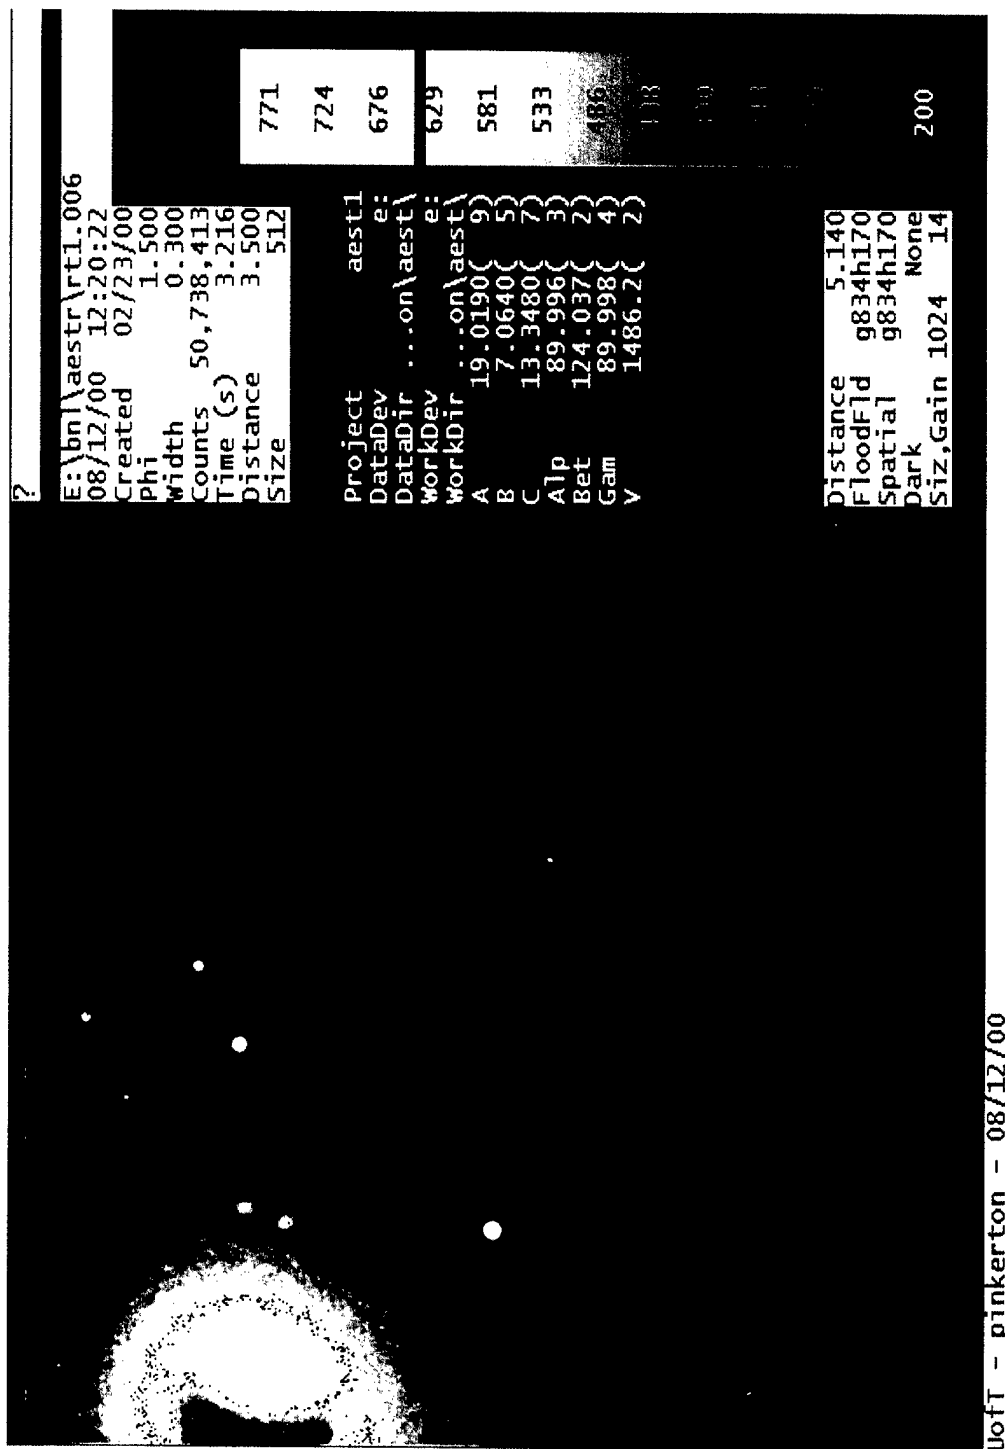 ?
E:\bnl\aestr\rt1.006
08/12/00 12:20:22
Created 02/23/00
Phi 1.500
Width 0.300
Counts 50,738,413
Time (s) 3.216
Distance 3.500
Size 512
771
724
676
629
581
533
486
200
Project aest1
DataDev e:
DataDir ...on\aest\
WorkDev e:
WorkDir ...on\aest\
A 19.0190( 9)
B 7.0640( 5)
C 13.3480( 7)
Alp 89.996( 3)
Bet 124.037( 2)
Gam 89.998( 4)
V 1486.2( 2)
Distance 5.140
FloodFld g834h170
Spatial g834h170
Dark None
Siz,Gain 1024 14
UofT - pinkerton - 08/12/00